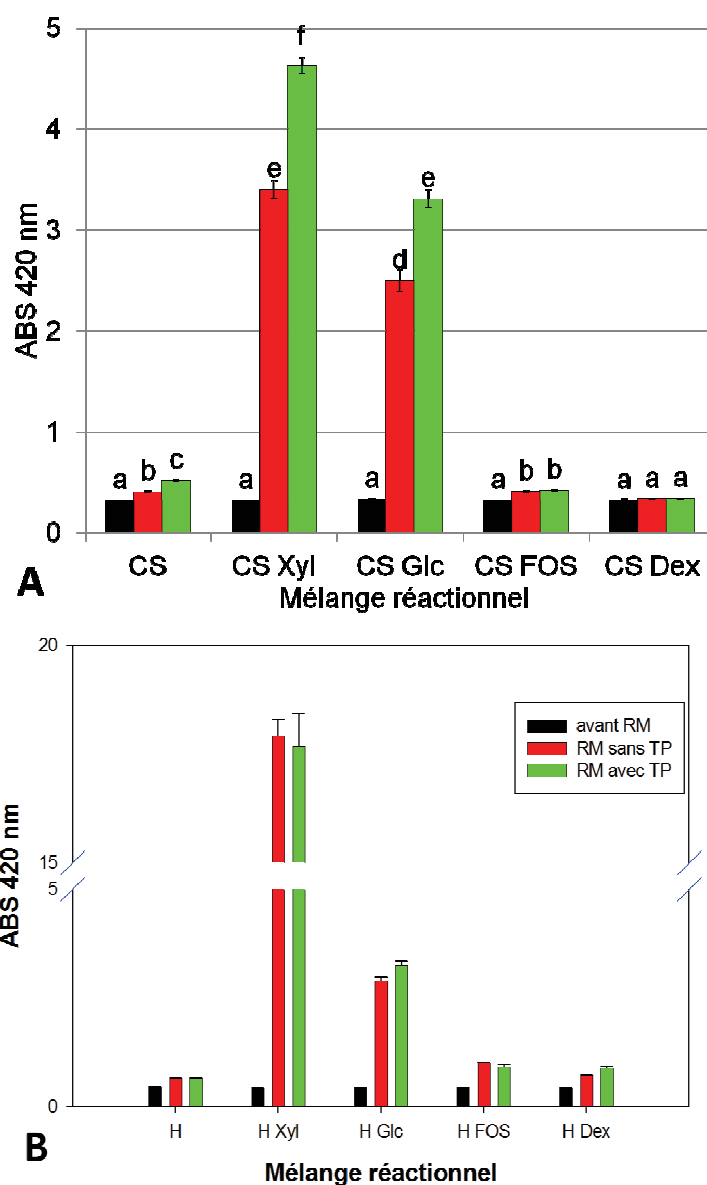 5
4
3
2
1
0
ABS 420 nm
a b c
a e f
a d e
a b b
a a a
CS CS Xyl CS Glc CS FOS CS Dex
Mélange réactionnel
A
20
15
5
0
ABS 420 nm
avant RM
RM sans TP
RM avec TP
H H Xyl H Glc H FOS H Dex
Mélange réactionnel
B